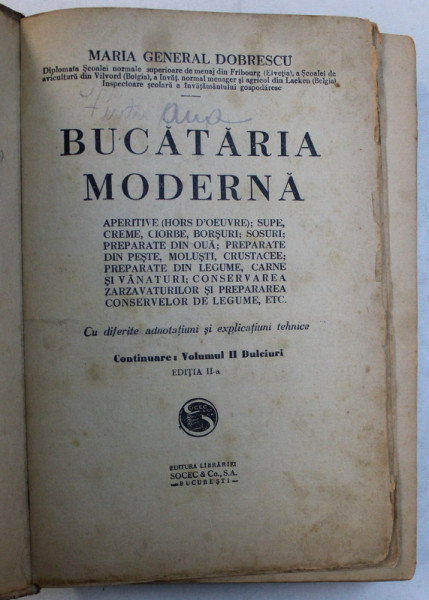 MARIA GENERAL DOBRESCU
Diplomata Școalei normale superioare de menaj din Fribourg (Elveția), a Școalei de
avicultură din Vilvord (Belgia), a învăț. normal menager și agricol din Laeken (Belgia)
Inspectoare școlară a învățământului gospodăresc
Ana
BUCĂTĂRIA
MODERNĂ
APERITIVE (HORS D'OEUVRE); SUPE,
CREME, CIORBE, BORȘURI; SOSURI;
PREPARATE DIN OUĂ; PREPARATE
DIN PEȘTE, MOLUȘTI, CRUSTACEE;
PREPARATE DIN LEGUME, CARNE
ȘI VÂNATURI; CONSERVAREA
ZARZAVATURILOR ȘI PREPARAREA
CONSERVELOR DE LEGUME, ETC.
Cu diferite adnotațiuni și explicațiuni tehnice
Continuare: Volumul II Dulciuri
EDIȚIA II-a
SOCEC
EDITURA LIBRĂRIEI
SOCEC & Co., S.A.
— BUCUREȘTI —